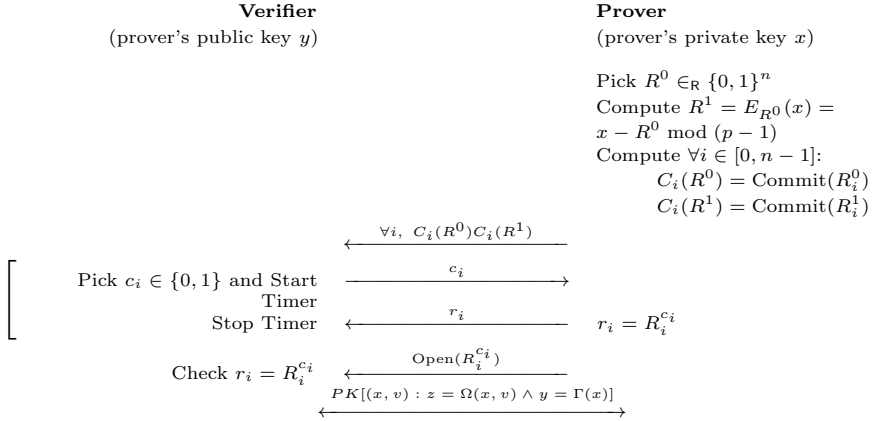 Verifier Prover
(prover's public key y) (prover's private key x)
Pick R^0 ∈_R {0, 1}^n
Compute R^1 = E_{R^0}(x) =
x − R^0 mod (p − 1)
Compute ∀i ∈ [0, n − 1]:
C_i(R^0) = Commit(R_i^0)
C_i(R^1) = Commit(R_i^1)
∀i, C_i(R^0)C_i(R^1)
Pick c_i ∈ {0, 1} and Start c_i
Timer
Stop Timer r_i r_i = R_i^{c_i}
Check r_i = R_i^{c_i} Open(R_i^{c_i})
PK[(x, v) : z = Ω(x, v) ∧ y = Γ(x)]